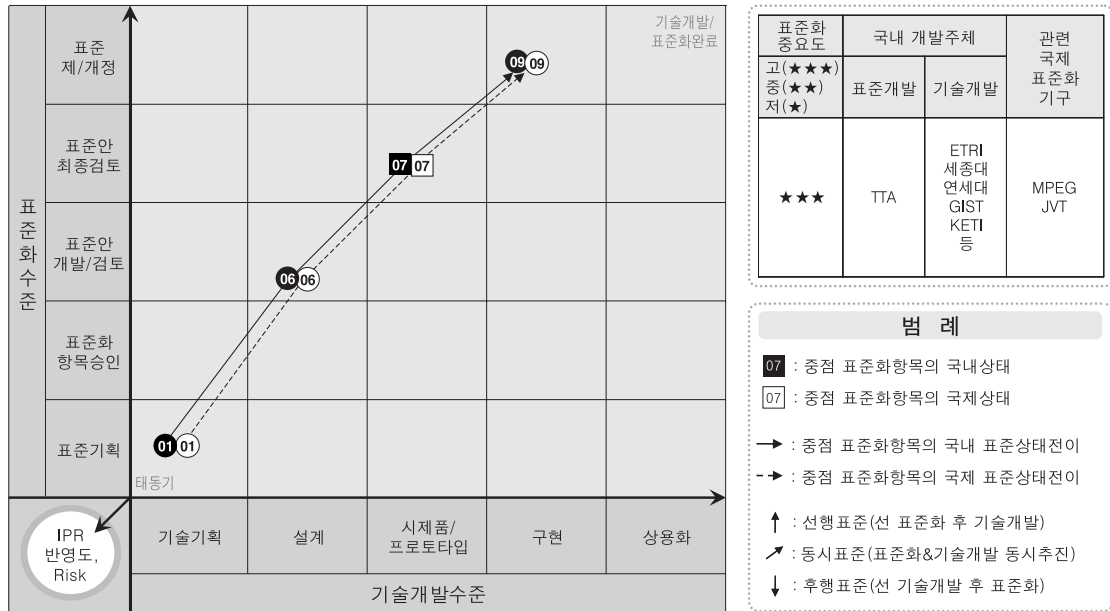 표준
제/개정
표준안
최종검토
표준안
개발/검토
표준화
항목승인
표준기획
표준화수준
기술개발/
표준화완료
09 09
07 07
06 06
01 01
태동기
IPR
반영도,
Risk
기술기획
설계
시제품/
프로토타입
구현
상용화
기술개발수준
표준화
중요도
국내 개발주체
관련
국제
표준화
기구
고(★★★)
중(★★)
저(★)
표준개발
기술개발
★★★
TTA
ETRI
세종대
연세대
GIST
KETI
등
MPEG
JVT
범 례
07 : 중점 표준화항목의 국내상태
07 : 중점 표준화항목의 국제상태
→ : 중점 표준화항목의 국내 표준상태전이
⇢ : 중점 표준화항목의 국제 표준상태전이
↑ : 선행표준(선 표준화 후 기술개발)
↗ : 동시표준(표준화&기술개발 동시추진)
↓ : 후행표준(선 기술개발 후 표준화)